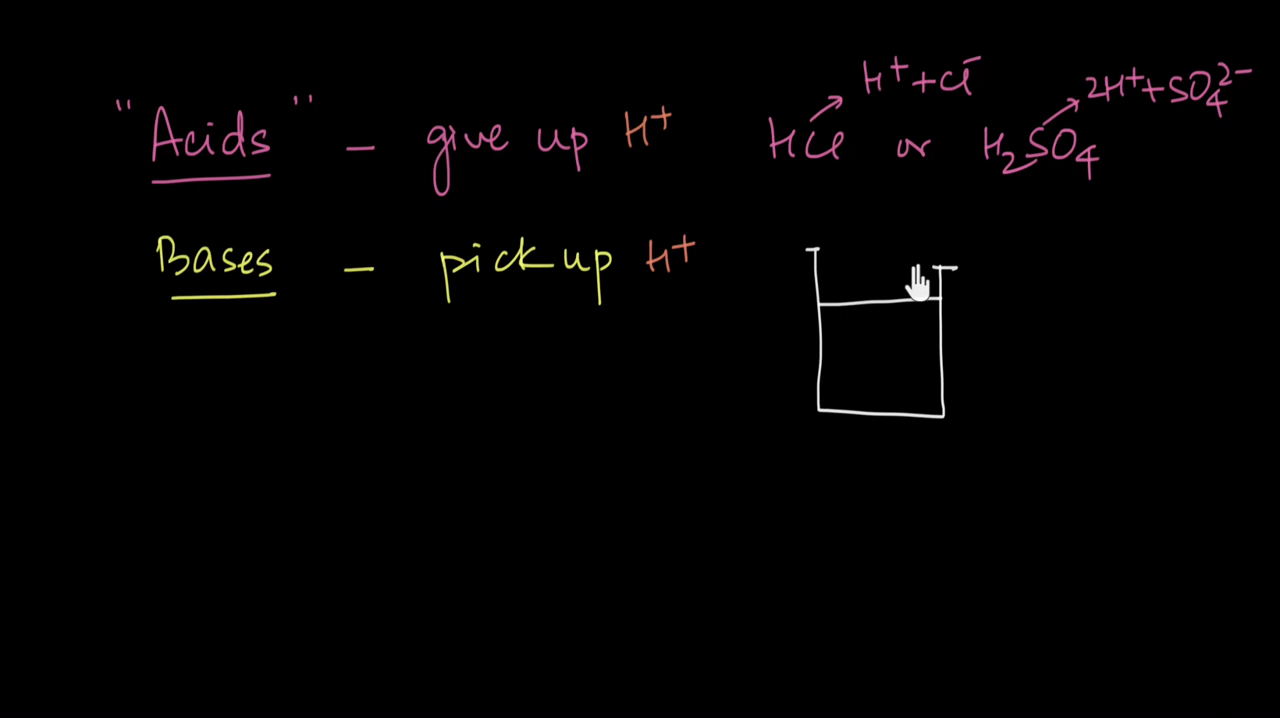 H⁺ + Cl⁻ 2H⁺ + SO₄²⁻
"Acids" – give up H⁺ HCl or H₂SO₄
Bases – pick up H⁺